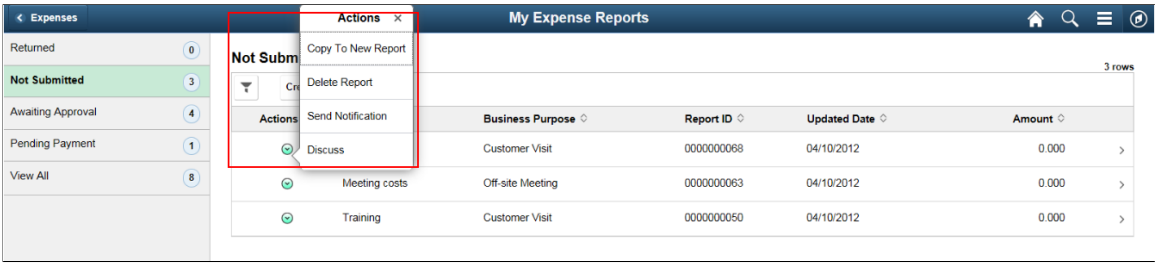 Expenses
Actions ×
My Expense Reports
Returned 0
Not Submitted 3
Awaiting Approval 4
Pending Payment 1
View All 8
Copy To New Report
Delete Report
Send Notification
Discuss
Not Subm
3 rows
Cr
Actions Business Purpose Report ID Updated Date Amount
Customer Visit 0000000068 04/10/2012 0.000
Meeting costs Off-site Meeting 0000000063 04/10/2012 0.000
Training Customer Visit 0000000050 04/10/2012 0.000